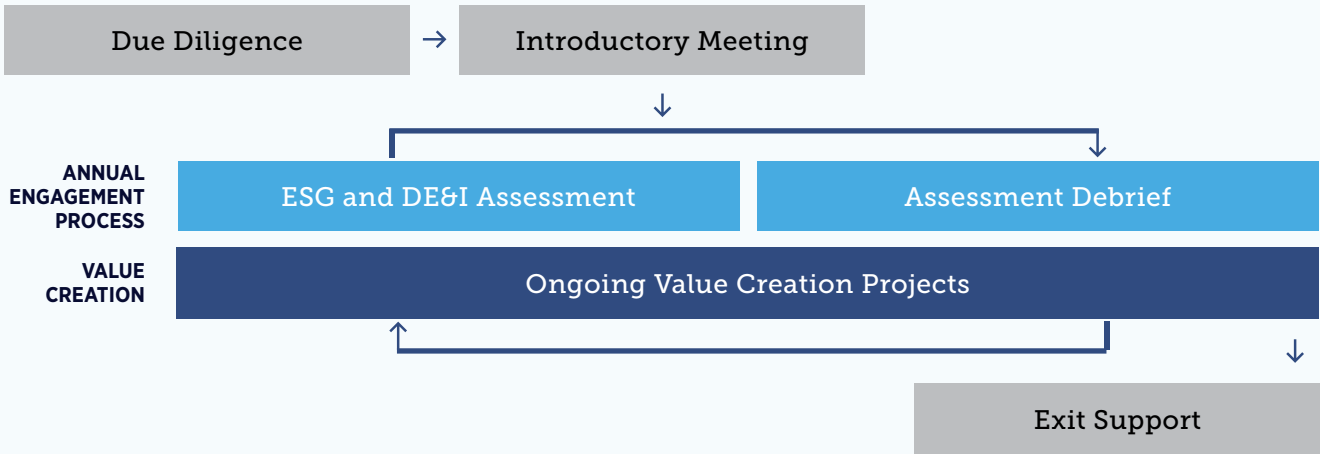 Due Diligence
→
Introductory Meeting
↓
ANNUAL
ENGAGEMENT
PROCESS
ESG and DE&I Assessment
Assessment Debrief
VALUE
CREATION
Ongoing Value Creation Projects
↓
Exit Support